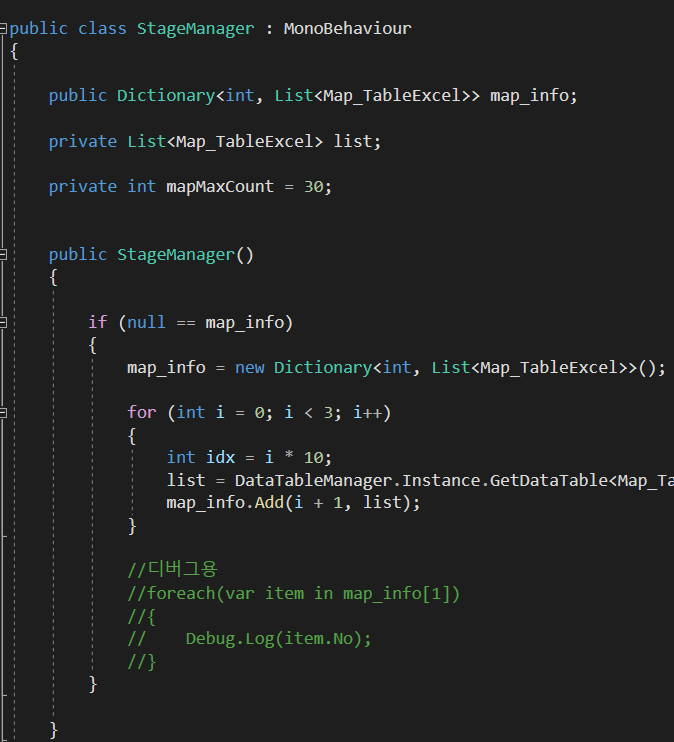 public class StageManager : MonoBehaviour
{
public Dictionary<int, List<Map_TableExcel>> map_info;
private List<Map_TableExcel> list;
private int mapMaxCount = 30;
public StageManager()
{
if (null == map_info)
{
map_info = new Dictionary<int, List<Map_TableExcel>>();
for (int i = 0; i < 3; i++)
{
int idx = i * 10;
list = DataTableManager.Instance.GetDataTable<Map_Ta
map_info.Add(i + 1, list);
}
//디버그용
//foreach(var item in map_info[1])
//{
//    Debug.Log(item.No);
//}
}
}